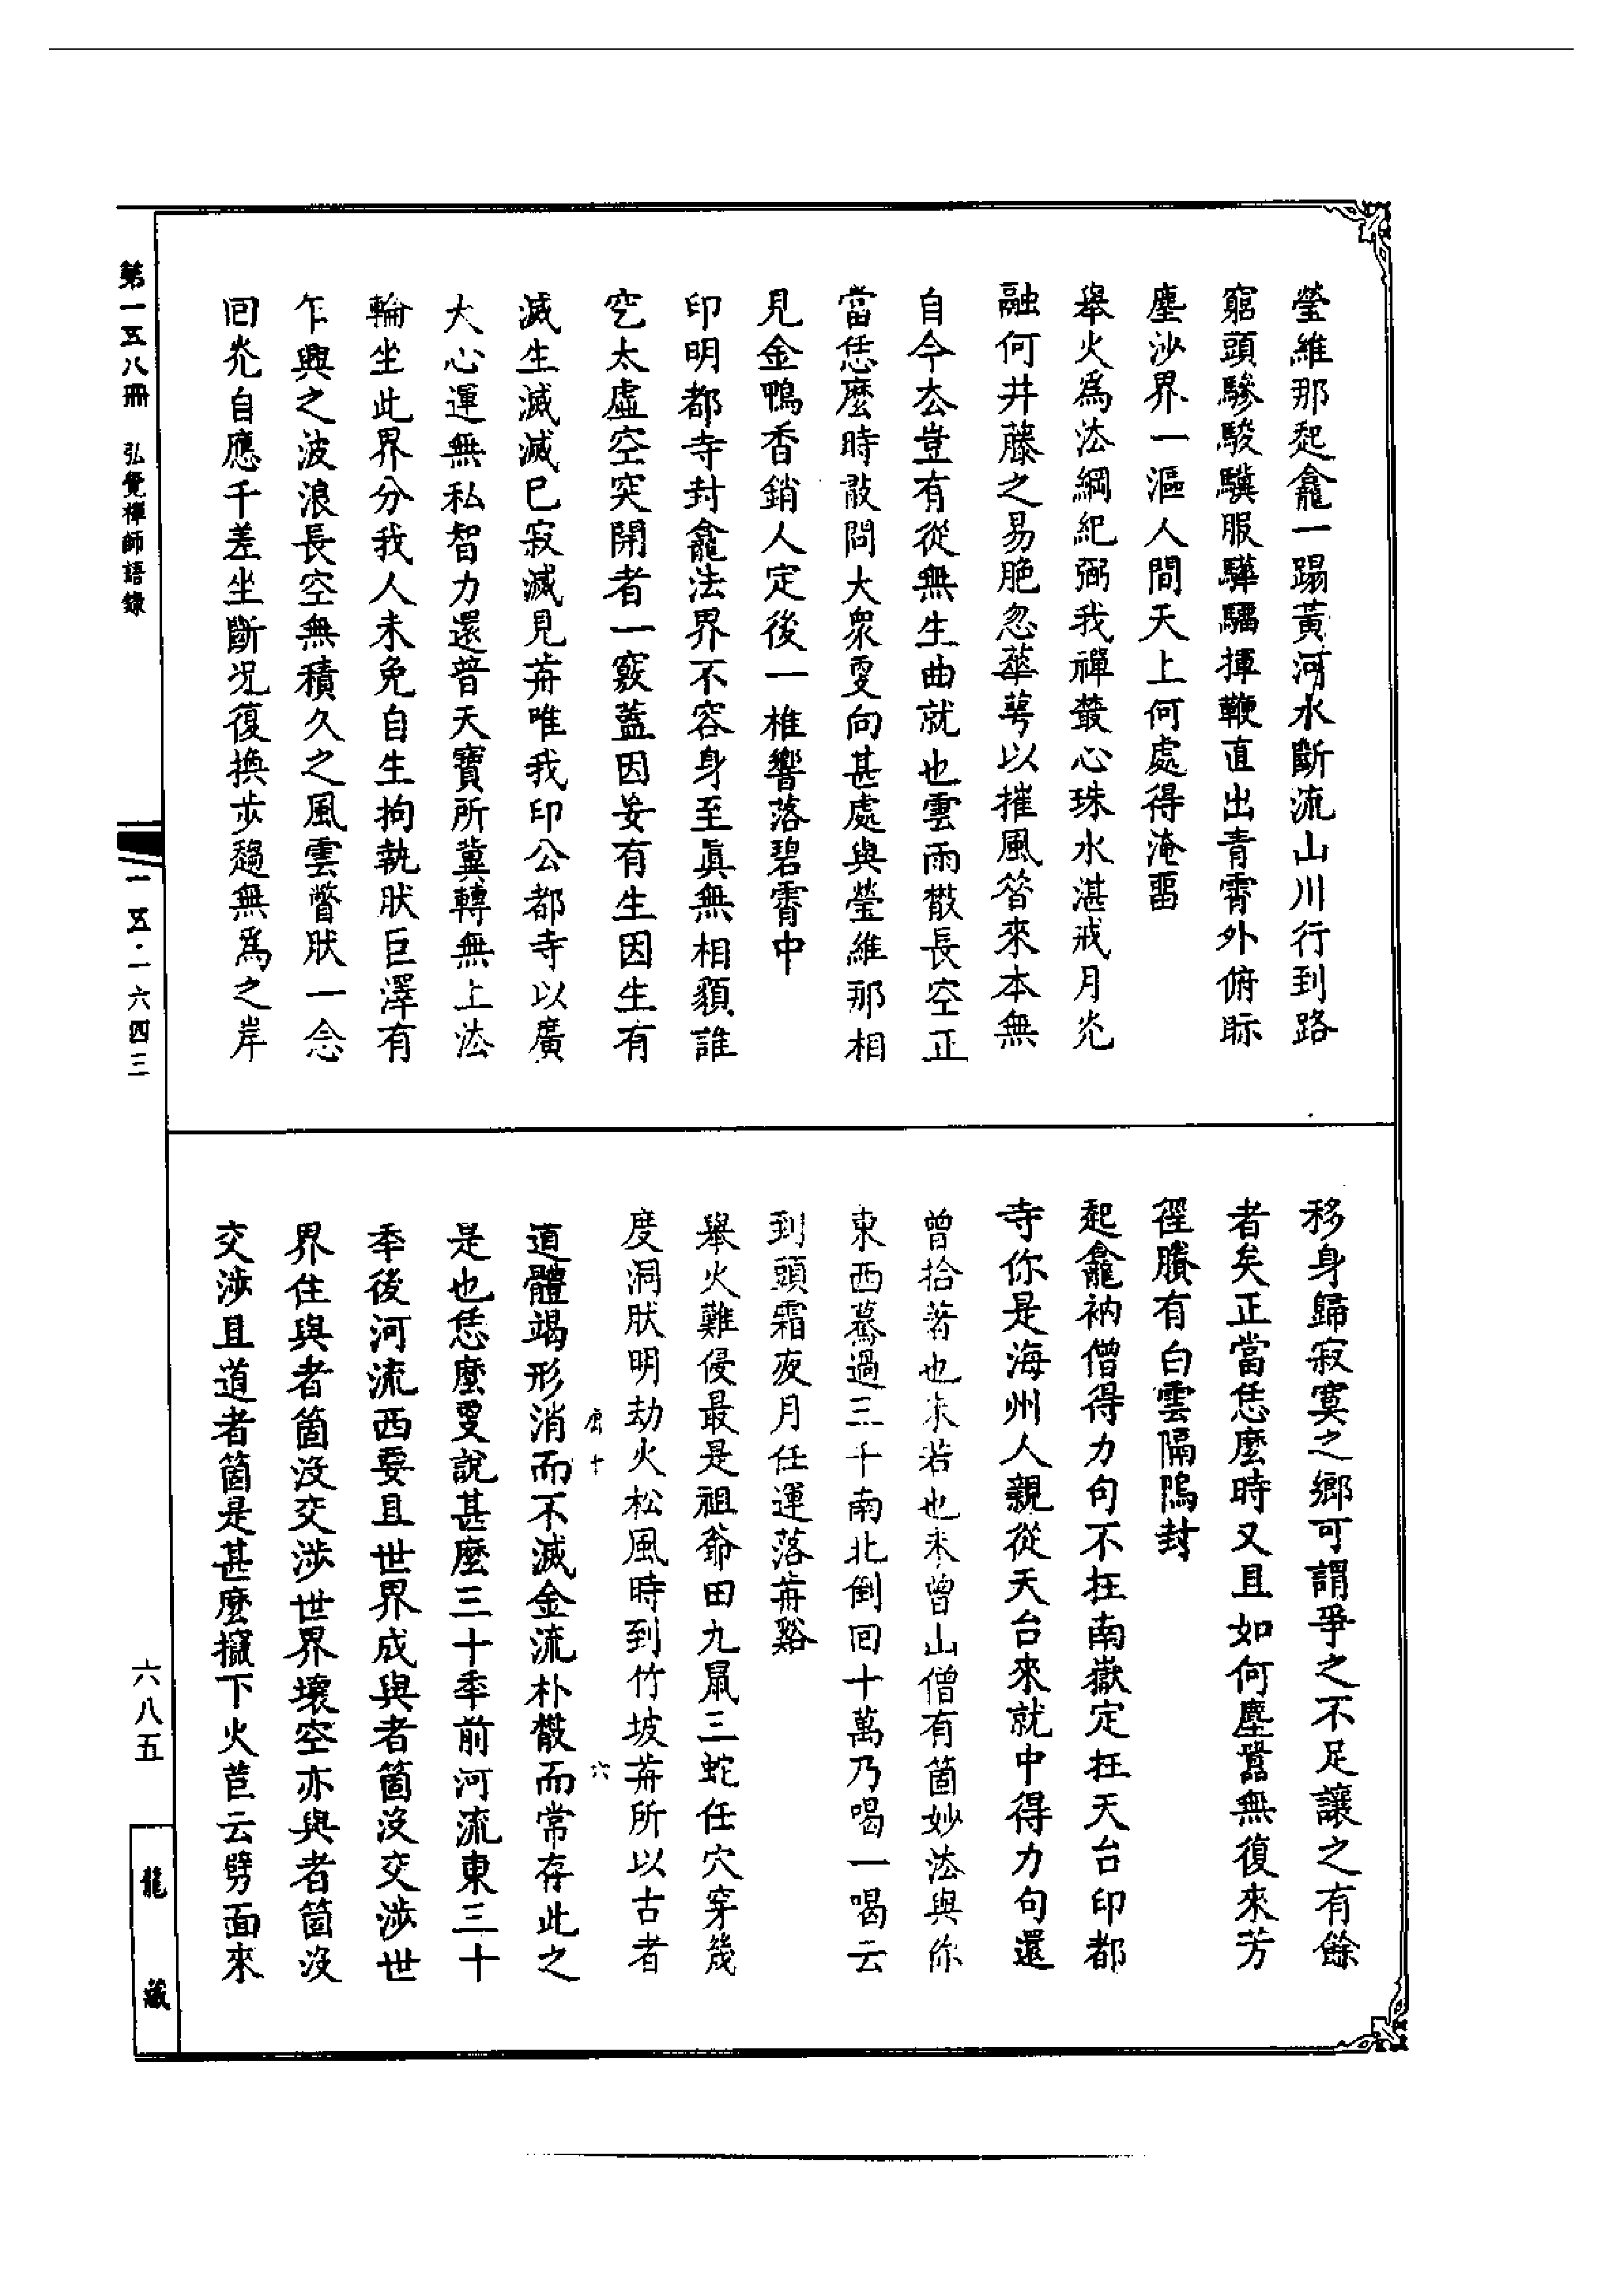 瑩維那起龕一踢黃河水斷流山川行到路
窮頭驂駿驥服驊騮揮鞭直出青霄外俯眎
塵沙界一漚人間天上何處得淹畱
舉火為法綱紀弼我禪叢心珠水湛戒月光
融何井藤之易脆忽華萼以摧風咎來本無
自今去豈有從無生曲就也雲雨散長空正
當恁麼時敢問大眾叓向甚處與瑩維那相
見金鴨香銷人定後一椎響落碧霄中
印明都寺封龕法界不容身至眞無相貌誰
空太虛空突開者一竅蓋因妄有生因生有
滅生滅滅已寂滅見前唯我印公都寺以廣
大心運無私智力還普天寶所冀轉無上法
輪坐此界分我人未免自生拘執狀巨澤有
乍興之波浪長空無積久之風雲瞥狀一念
回光自應千差坐斷況復換步趨無為之岸
移身歸寂寞之鄉可謂爭之不足讓之有餘
者矣正當恁麼時又且如何塵囂無復來芳
徑賸有白雲隔隖封
起龕衲僧得力句不在南嶽定在天台印都
寺你是海州人親從天台來就中得力句還
曾拾著也未若也未曾山僧有箇妙法與你
東西驀過三千南北倒回十萬乃喝一喝云
到頭霜夜月任運落前谿
舉火難侵最是祖爺田九鼠三蛇任穴穿幾
度洞狀明劫火松風時到竹坡前所以古者
道體竭形消而不滅金流朴散而常存此之
是也恁麼叓說甚麼三十秊前河流東三十
秊後河流西要且世界成與者箇沒交涉世
界住與者箇沒交涉世界壞空亦與者箇沒
交涉且道者箇是甚麼擲下火苣云劈面來
第一五八冊 弘覺禪師語錄
一五·一六四三
六八五
龍藏